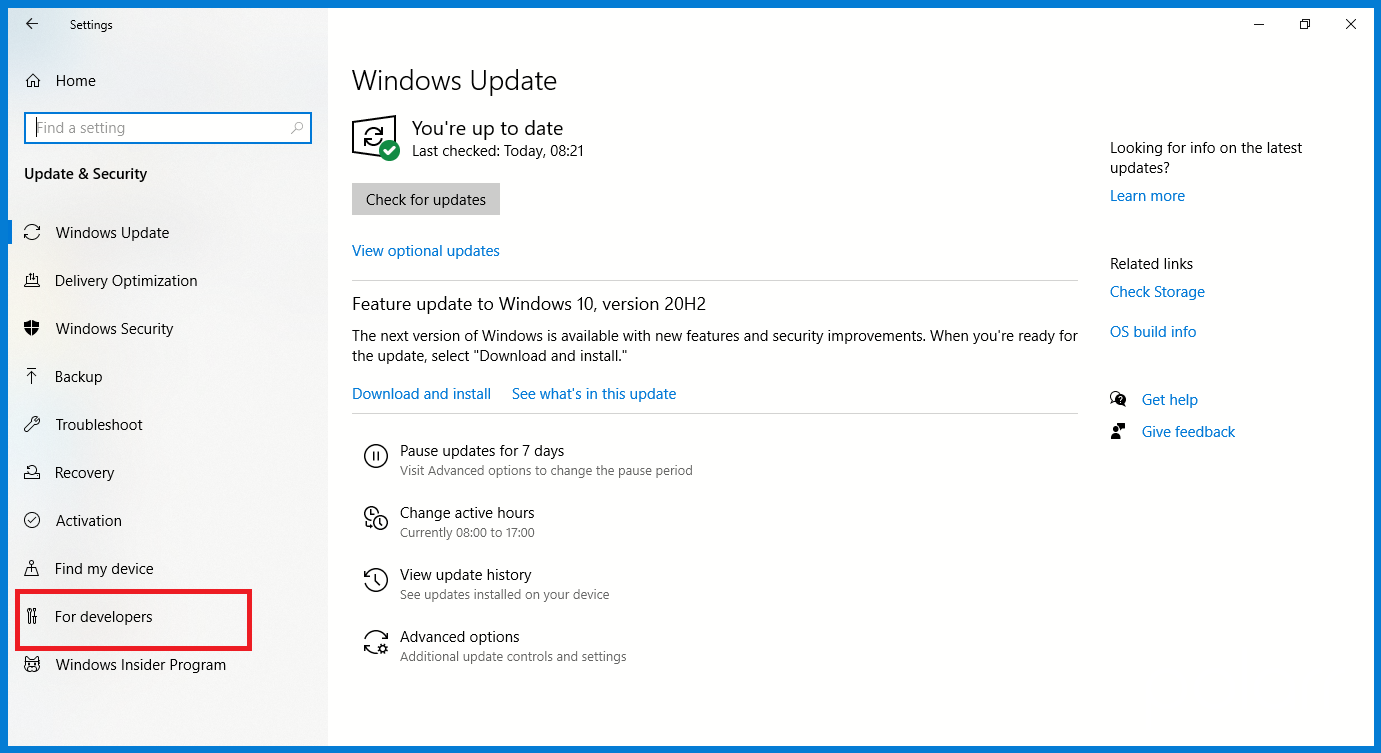 Settings
Home
Find a setting
Update & Security
Windows Update
Delivery Optimization
Windows Security
Backup
Troubleshoot
Recovery
Activation
Find my device
For developers
Windows Insider Program
Windows Update
You're up to date
Last checked: Today, 08:21
Check for updates
View optional updates
Feature update to Windows 10, version 20H2
The next version of Windows is available with new features and security improvements. When you're ready for
the update, select "Download and install."
Download and install See what's in this update
Pause updates for 7 days
Visit Advanced options to change the pause period
Change active hours
Currently 08:00 to 17:00
View update history
See updates installed on your device
Advanced options
Additional update controls and settings
Looking for info on the latest
updates?
Learn more
Related links
Check Storage
OS build info
Get help
Give feedback